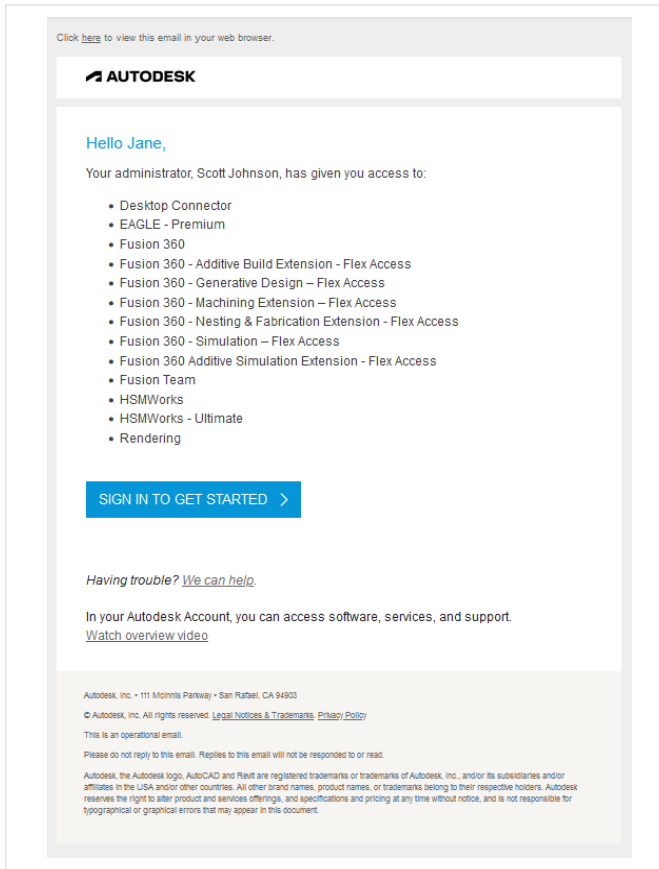 Click here to view this email in your web browser.
AUTODESK
Hello Jane,
Your administrator, Scott Johnson, has given you access to:
• Desktop Connector
• EAGLE - Premium
• Fusion 360
• Fusion 360 - Additive Build Extension - Flex Access
• Fusion 360 - Generative Design – Flex Access
• Fusion 360 - Machining Extension – Flex Access
• Fusion 360 - Nesting & Fabrication Extension - Flex Access
• Fusion 360 - Simulation – Flex Access
• Fusion 360 Additive Simulation Extension - Flex Access
• Fusion Team
• HSMWorks
• HSMWorks - Ultimate
• Rendering
SIGN IN TO GET STARTED >
Having trouble? We can help.
In your Autodesk Account, you can access software, services, and support.
Watch overview video
Autodesk, Inc. • 111 McInnis Parkway • San Rafael, CA 94903
© Autodesk, Inc. All rights reserved. Legal Notices & Trademarks. Privacy Policy
This is an operational email.
Please do not reply to this email. Replies to this email will not be responded to or read.
Autodesk, the Autodesk logo, AutoCAD and Revit are registered trademarks or trademarks of Autodesk, Inc., and/or its subsidiaries and/or
affiliates in the USA and/or other countries. All other brand names, product names, or trademarks belong to their respective holders. Autodesk
reserves the right to alter product and services offerings, and specifications and pricing at any time without notice, and is not responsible for
typographical or graphical errors that may appear in this document.